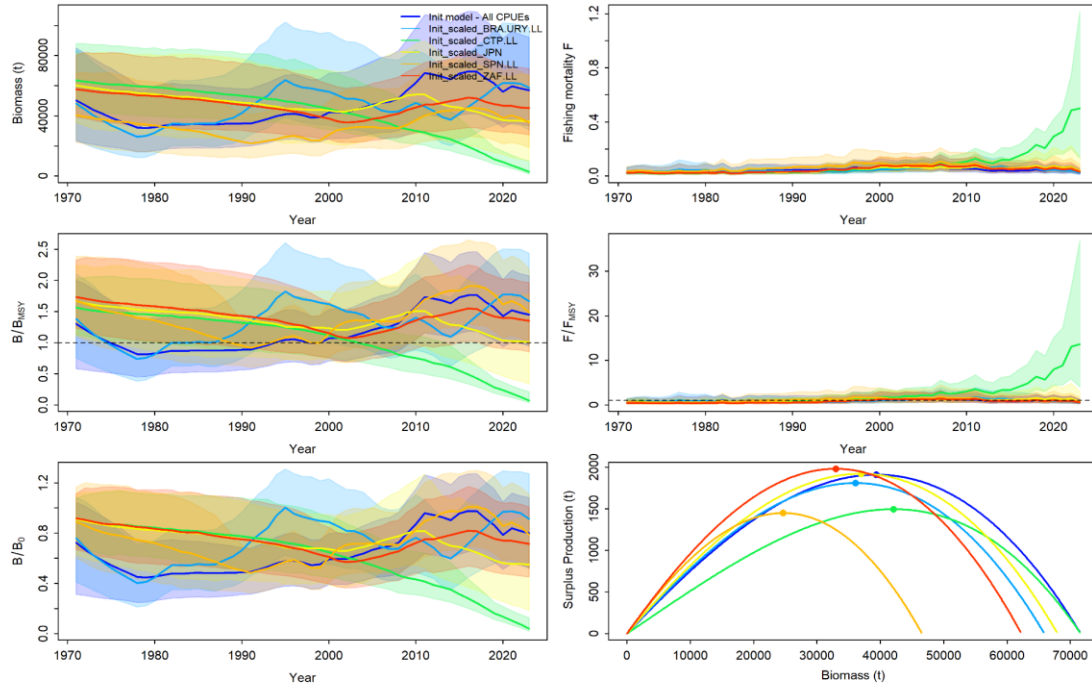 Init model - All CPUEs
Init_scaled_BRA.URY.LL
Init_scaled_CTP.LL
Init_scaled_JPN
Init_scaled_SPN.LL
Init_scaled_ZAF.LL
Biomass (t)
0 40000 80000
1970 1980 1990 2000 2010 2020
Year
Fishing mortality F
0.0 0.4 0.8 1.2
1970 1980 1990 2000 2010 2020
Year
B/BMSY
0.0 0.5 1.0 1.5 2.0 2.5
1970 1980 1990 2000 2010 2020
Year
F/FMSY
0 10 20 30
1970 1980 1990 2000 2010 2020
Year
B/B0
0.0 0.4 0.8 1.2
1970 1980 1990 2000 2010 2020
Surplus Production (t)
0 500 1000 1500 2000
0 10000 20000 30000 40000 50000 60000 70000
Biomass (t)